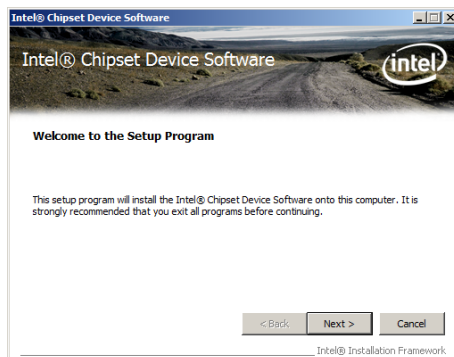 Intel® Chipset Device Software
Intel® Chipset Device Software
intel®
Welcome to the Setup Program
This setup program will install the Intel® Chipset Device Software onto this computer. It is
strongly recommended that you exit all programs before continuing.
< Back Next > Cancel
Intel® Installation Framework